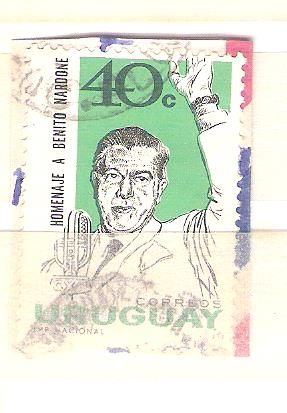 HOMENAJE A BENITO NARDONE
40c
CORREOS
URUGUAY
IMP. NACIONAL